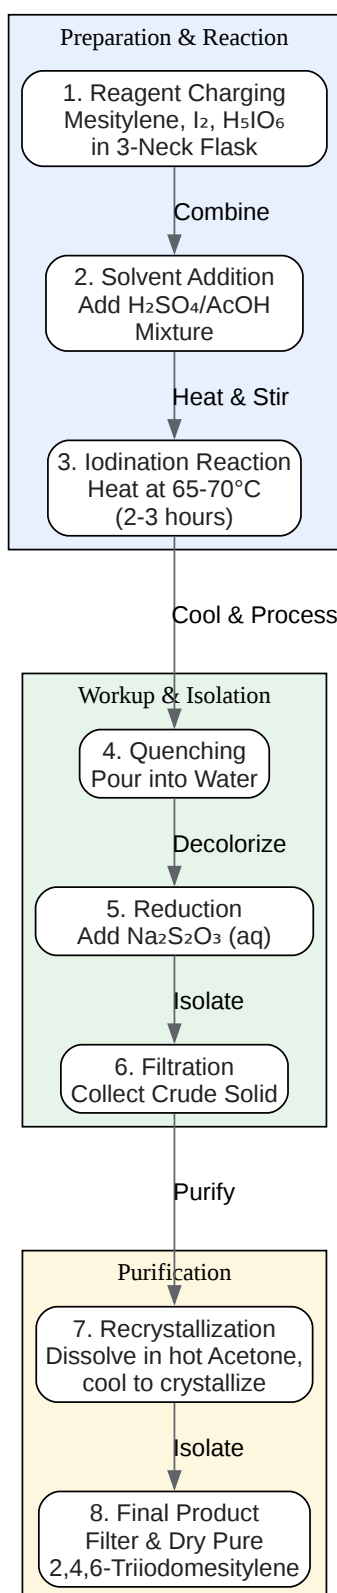 Preparation & Reaction
1. Reagent Charging
Mesitylene, I₂, H₅IO₆
in 3-Neck Flask
Combine
2. Solvent Addition
Add H₂SO₄/AcOH
Mixture
Heat & Stir
3. Iodination Reaction
Heat at 65-70°C
(2-3 hours)
Cool & Process
Workup & Isolation
4. Quenching
Pour into Water
Decolorize
5. Reduction
Add Na₂S₂O₃ (aq)
Isolate
6. Filtration
Collect Crude Solid
Purify
Purification
7. Recrystallization
Dissolve in hot Acetone,
cool to crystallize
Isolate
8. Final Product
Filter & Dry Pure
2,4,6-Triiodomesitylene